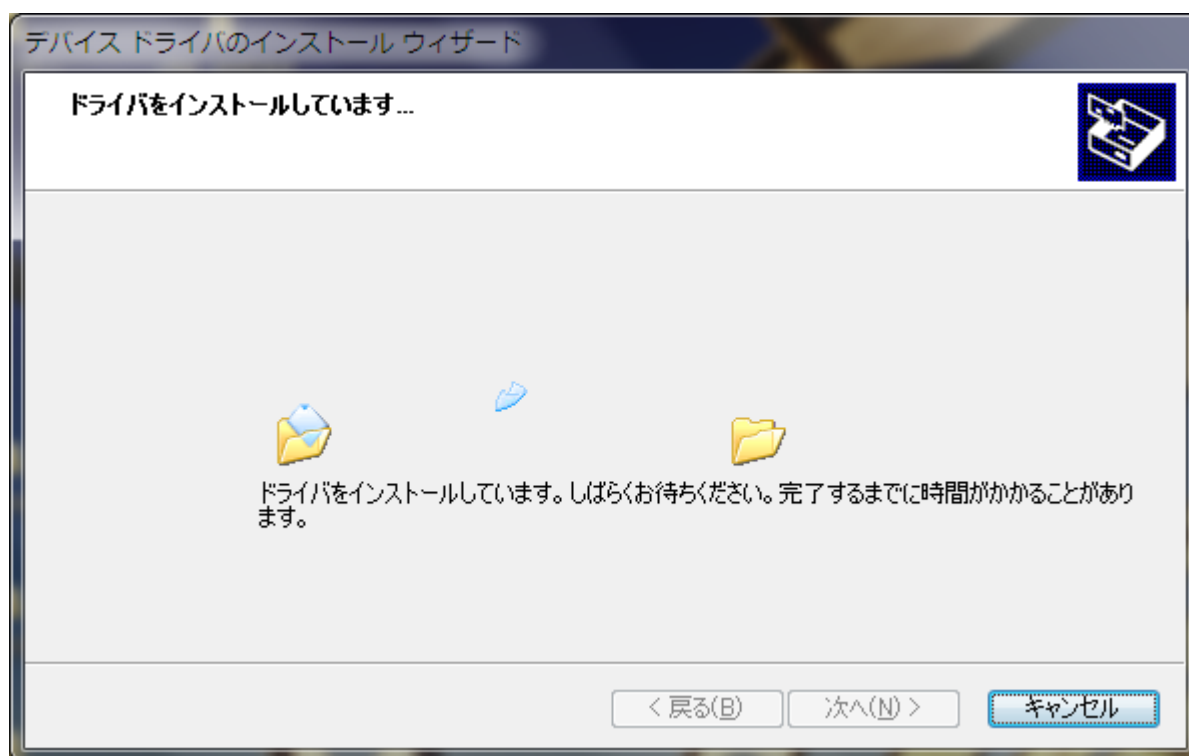 デバイス ドライバのインストール ウィザード
ドライバをインストールしています...
ドライバをインストールしています。しばらくお待ちください。完了するまでに時間がかかることがあり
ます。
< 戻る(B)
次へ(N) >
キャンセル